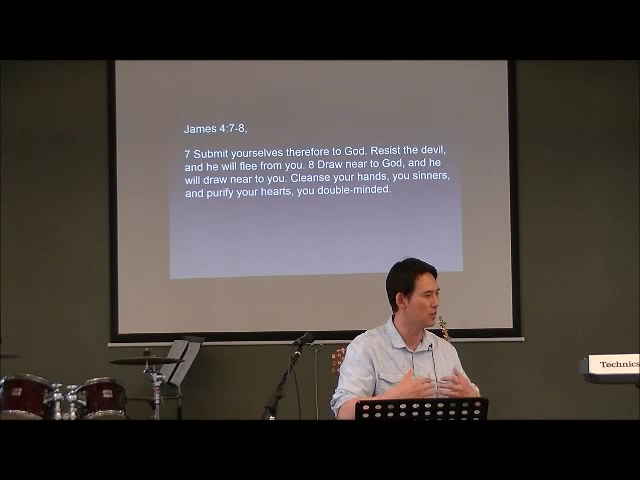 James 4:7-8,
7 Submit yourselves therefore to God. Resist the devil,
and he will flee from you. 8 Draw near to God, and he
will draw near to you. Cleanse your hands, you sinners,
and purify your hearts, you double-minded.
Technics